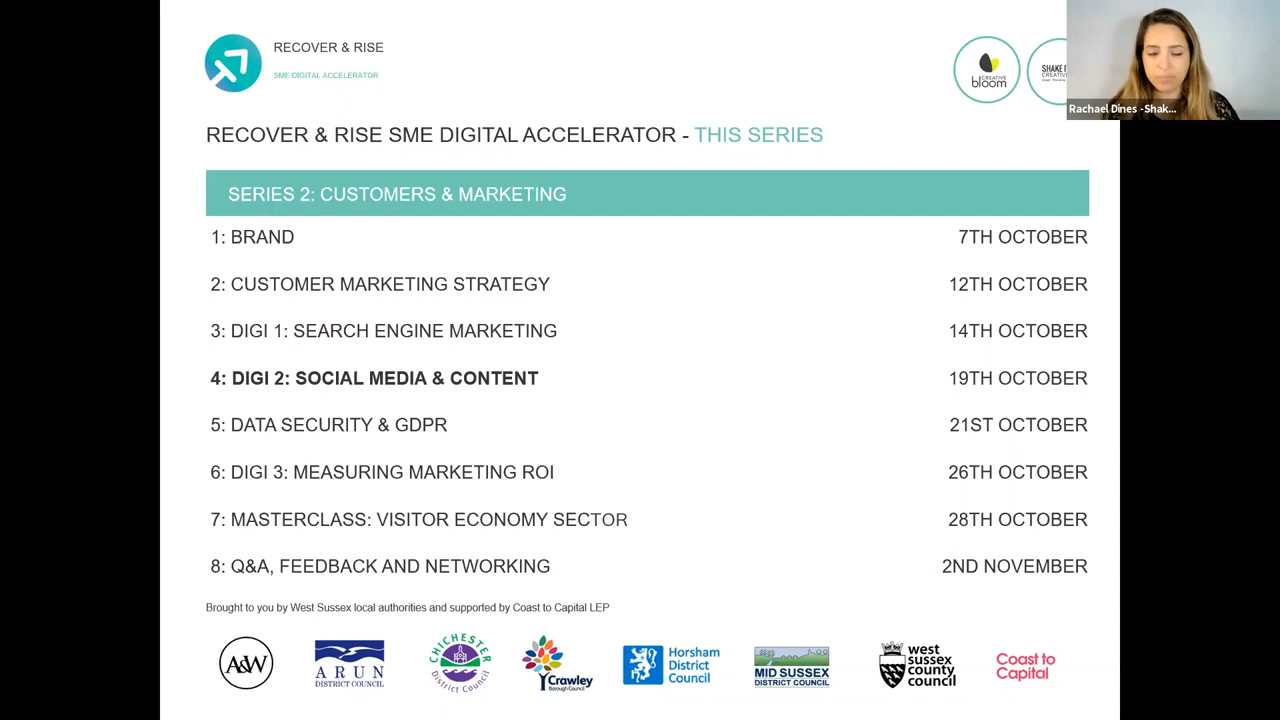 RECOVER & RISE
SME DIGITAL ACCELERATOR
CREATIVE
bloom
SHAKE IT
CREATIVE
Rachael Dines -Shak...
RECOVER & RISE SME DIGITAL ACCELERATOR - THIS SERIES
SERIES 2: CUSTOMERS & MARKETING
1: BRAND 7TH OCTOBER
2: CUSTOMER MARKETING STRATEGY 12TH OCTOBER
3: DIGI 1: SEARCH ENGINE MARKETING 14TH OCTOBER
4: DIGI 2: SOCIAL MEDIA & CONTENT 19TH OCTOBER
5: DATA SECURITY & GDPR 21ST OCTOBER
6: DIGI 3: MEASURING MARKETING ROI 26TH OCTOBER
7: MASTERCLASS: VISITOR ECONOMY SECTOR 28TH OCTOBER
8: Q&A, FEEDBACK AND NETWORKING 2ND NOVEMBER
Brought to you by West Sussex local authorities and supported by Coast to Capital LEP
A&W
ARUN
DISTRICT COUNCIL
CHICHESTER
District Council
Crawley
Borough Council
Horsham
District
Council
MID SUSSEX
DISTRICT COUNCIL
west
sussex
county
council
Coast to
Capital